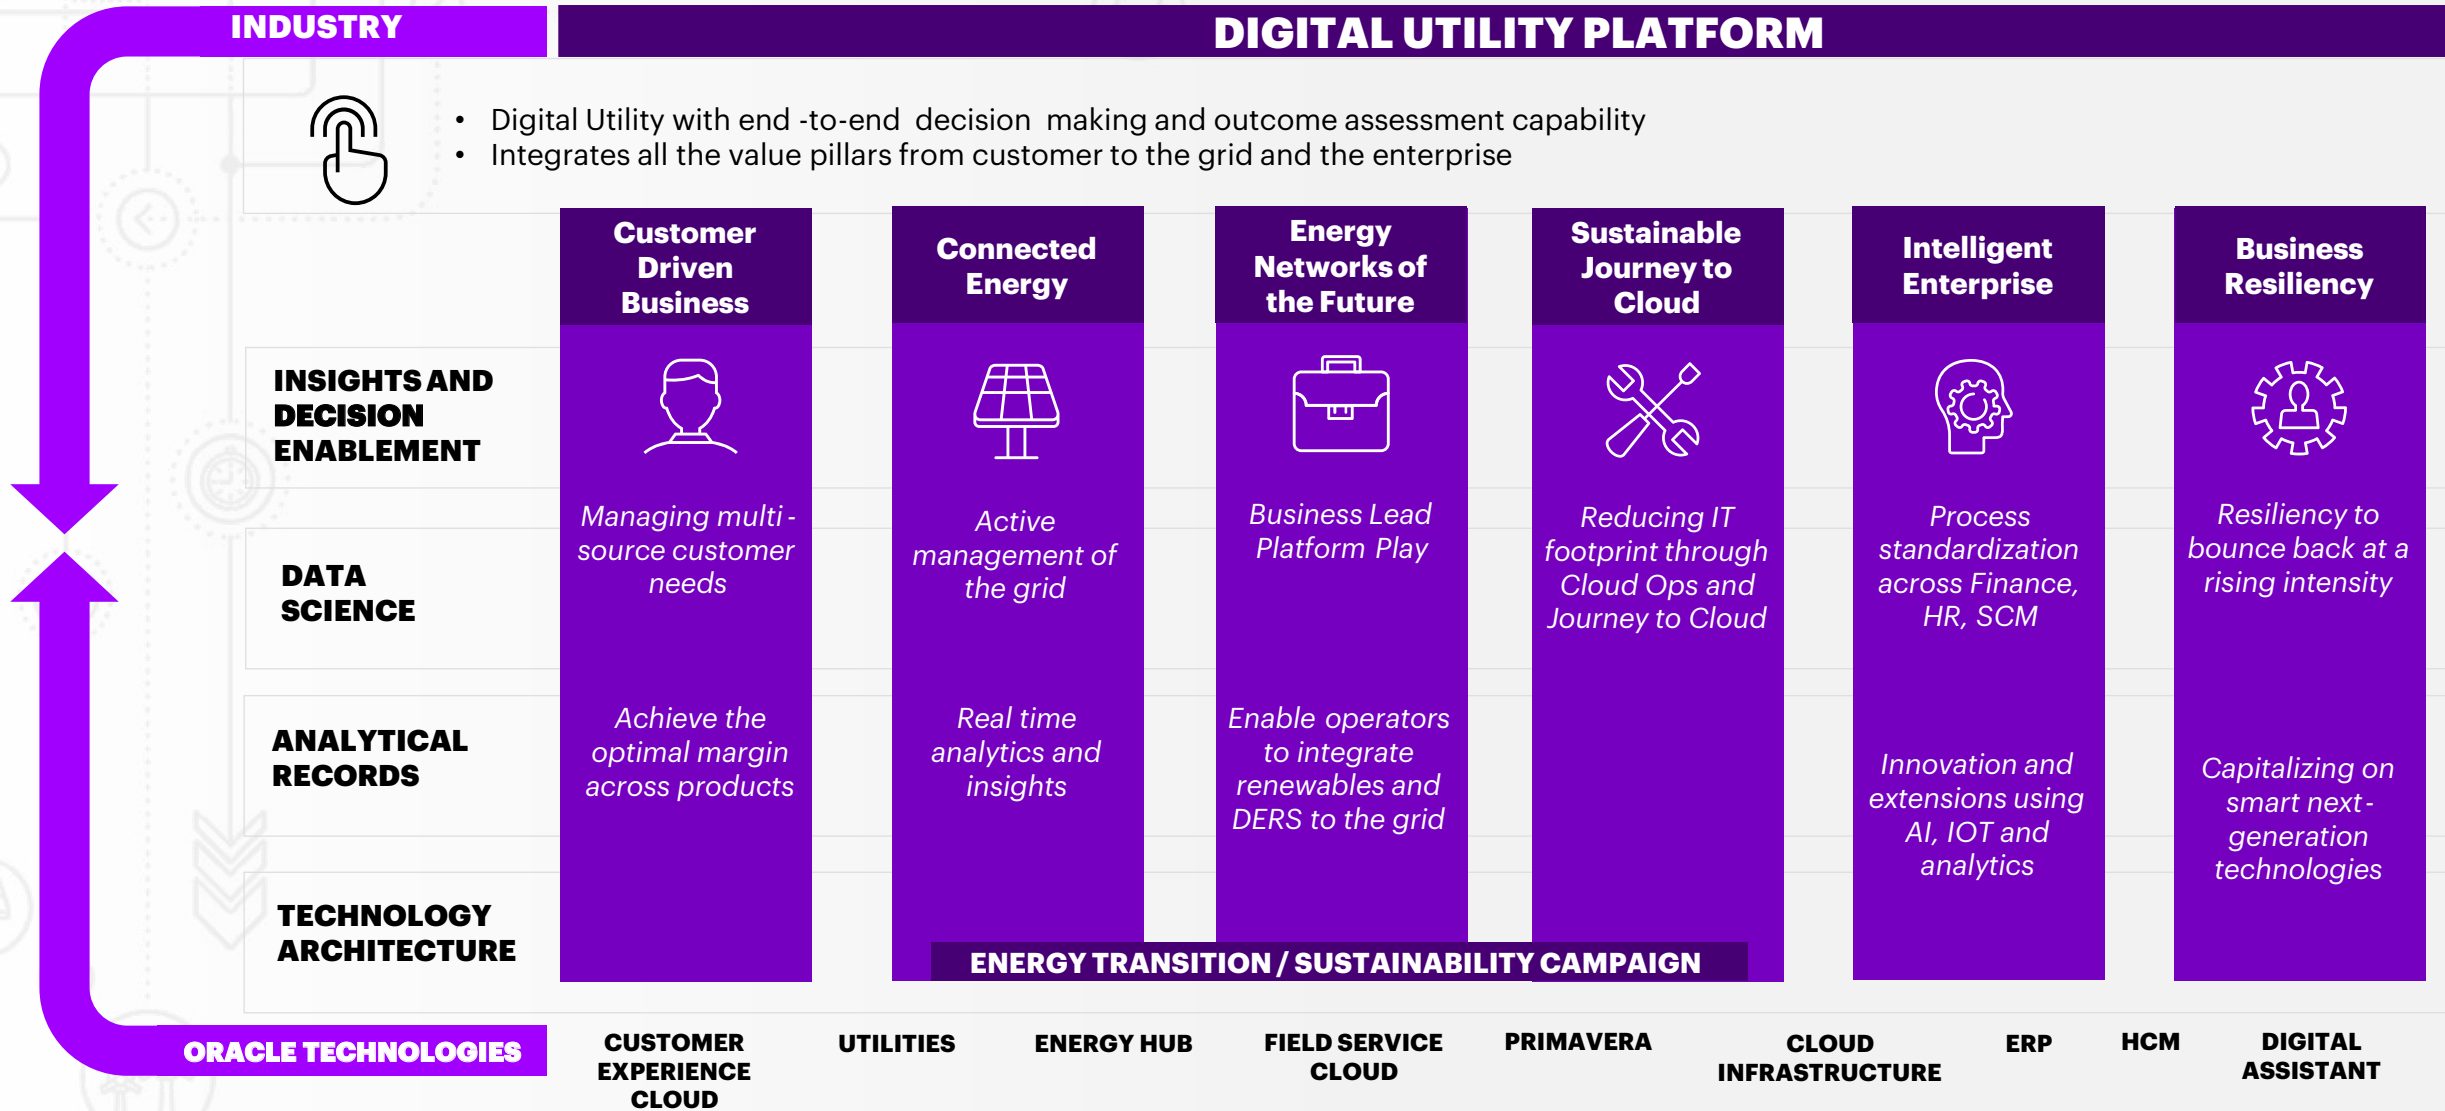 INDUSTRY
DIGITAL UTILITY PLATFORM
• Digital Utility with end -to-end decision making and outcome assessment capability
• Integrates all the value pillars from customer to the grid and the enterprise
Customer
Driven
Business
Connected
Energy
Energy
Networks of
the Future
Sustainable
Journey to
Cloud
Intelligent
Enterprise
Business
Resiliency
INSIGHTS AND
DECISION
ENABLEMENT
DATA
SCIENCE
ANALYTICAL
RECORDS
TECHNOLOGY
ARCHITECTURE
Managing multi -
source customer
needs
Achieve the
optimal margin
across products
Active
management of
the grid
Real time
analytics and
insights
Business Lead
Platform Play
Enable operators
to integrate
renewables and
DERS to the grid
Reducing IT
footprint through
Cloud Ops and
Journey to Cloud
Process
standardization
across Finance,
HR, SCM
Innovation and
extensions using
AI, IOT and
analytics
Resiliency to
bounce back at a
rising intensity
Capitalizing on
smart next-
generation
technologies
ENERGY TRANSITION / SUSTAINABILITY CAMPAIGN
ORACLE TECHNOLOGIES
CUSTOMER
EXPERIENCE
CLOUD
UTILITIES
ENERGY HUB
FIELD SERVICE
CLOUD
PRIMAVERA
CLOUD
INFRASTRUCTURE
ERP
HCM
DIGITAL
ASSISTANT